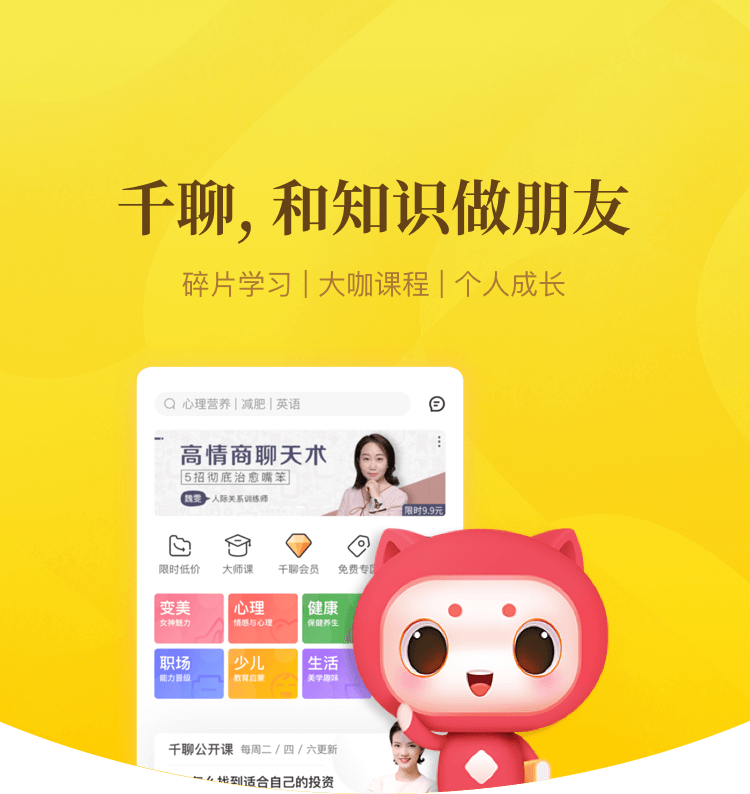 千聊, 和知识做朋友
碎片学习 | 大咖课程 | 个人成长
心理营养 | 减肥 | 英语
高情商聊天术
5招彻底治愈嘴笨
魏雯 人际关系训练师
限时9.9元
限时低价 大师课 千聊会员 免费专
变美 心理 健康
女神魅力 情感与心理 保健养生
职场 少儿 生活
能力晋级 教育启蒙 美学趣味
千聊公开课 每周二 / 四 / 六更新
么找到适合自己的投资